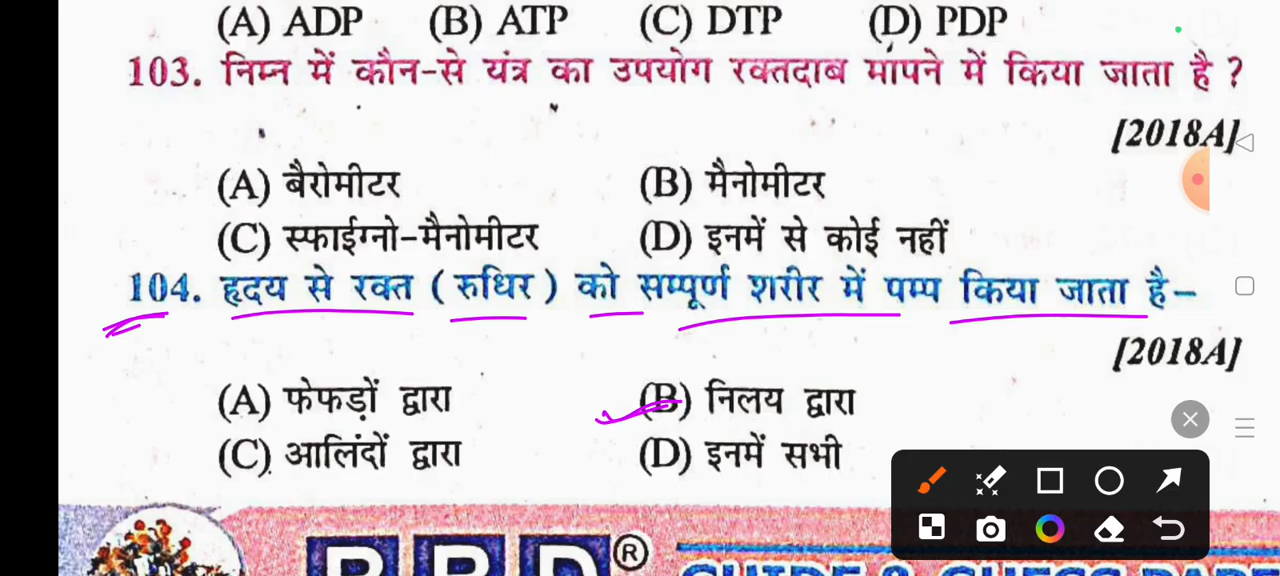 (A) ADP (B) ATP (C) DTP (D) PDP
103. निम्न में कौन-से यंत्र का उपयोग रक्तदाब मापने में किया जाता है ?
[2018A]
(A) बैरोमीटर (B) मैनोमीटर
(C) स्फाईग्नो-मैनोमीटर (D) इनमें से कोई नहीं
104. हृदय से रक्त ( रुधिर ) को सम्पूर्ण शरीर में पम्प किया जाता है-
[2018A]
(A) फेफड़ों द्वारा (B) निलय द्वारा
(C) आलिंदों द्वारा (D) इनमें सभी